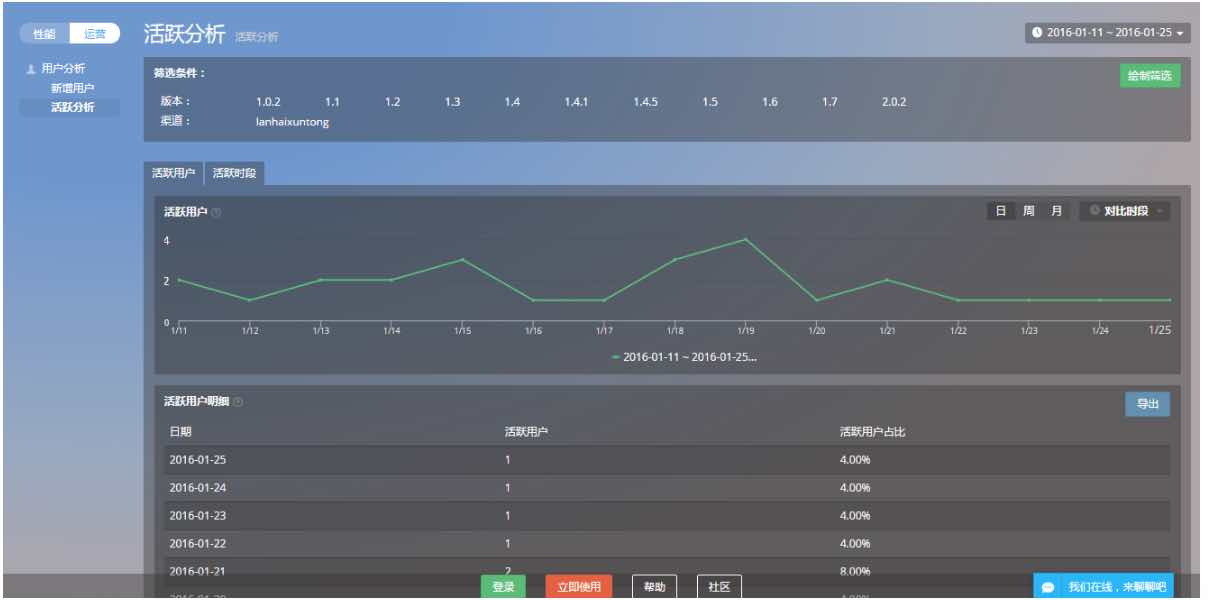 性能 运营 活跃分析 活跃分析 2016-01-11 ~ 2016-01-25
用户分析
新增用户
活跃分析
筛选条件： 绘制筛选
版本： 1.0.2 1.1 1.2 1.3 1.4 1.4.1 1.4.5 1.5 1.6 1.7 2.0.2
渠道： lanhaixuntong
活跃用户 活跃时段
活跃用户 日 周 月 对比时段
4
2
0
1/11 1/12 1/13 1/14 1/15 1/16 1/17 1/18 1/19 1/20 1/21 1/22 1/23 1/24 1/25
2016-01-11 ~ 2016-01-25...
活跃用户明细 导出
日期 活跃用户 活跃用户占比
2016-01-25 1 4.00%
2016-01-24 1 4.00%
2016-01-23 1 4.00%
2016-01-22 1 4.00%
2016-01-21 2 8.00%
登录 立即使用 帮助 社区 我们在线，来聊聊吧